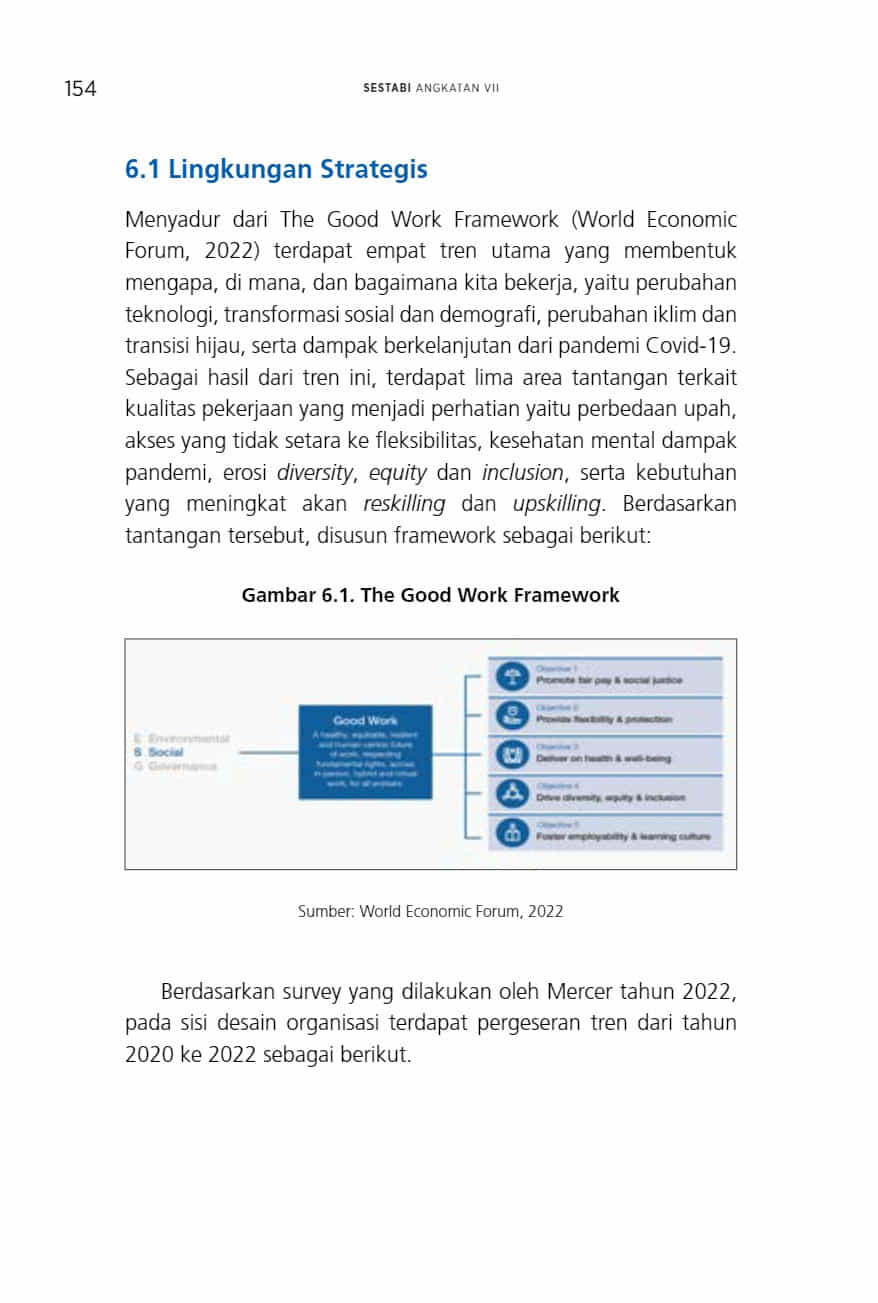 154
SESTABI ANGKATAN VII
6.1 Lingkungan Strategis
Menyadur dari The Good Work Framework (World Economic
Forum, 2022) terdapat empat tren utama yang membentuk
mengapa, di mana, dan bagaimana kita bekerja, yaitu perubahan
teknologi, transformasi sosial dan demografi, perubahan iklim dan
transisi hijau, serta dampak berkelanjutan dari pandemi Covid-19.
Sebagai hasil dari tren ini, terdapat lima area tantangan terkait
kualitas pekerjaan yang menjadi perhatian yaitu perbedaan upah,
akses yang tidak setara ke fleksibilitas, kesehatan mental dampak
pandemi, erosi diversity, equity dan inclusion, serta kebutuhan
yang meningkat akan reskilling dan upskilling. Berdasarkan
tantangan tersebut, disusun framework sebagai berikut:
Gambar 6.1. The Good Work Framework
E Environmental
S Social
G Governance
Good Work
A healthy, equitable, resilient
and human-centric future
of work, respecting
fundamental rights, across
in-person, hybrid and virtual
work, for all workers
Objective 1
Promote fair pay & social justice
Objective 2
Provide flexibility & protection
Objective 3
Deliver on health & well-being
Objective 4
Drive diversity, equity & inclusion
Objective 5
Foster employability & learning culture
Sumber: World Economic Forum, 2022
Berdasarkan survey yang dilakukan oleh Mercer tahun 2022,
pada sisi desain organisasi terdapat pergeseran tren dari tahun
2020 ke 2022 sebagai berikut.